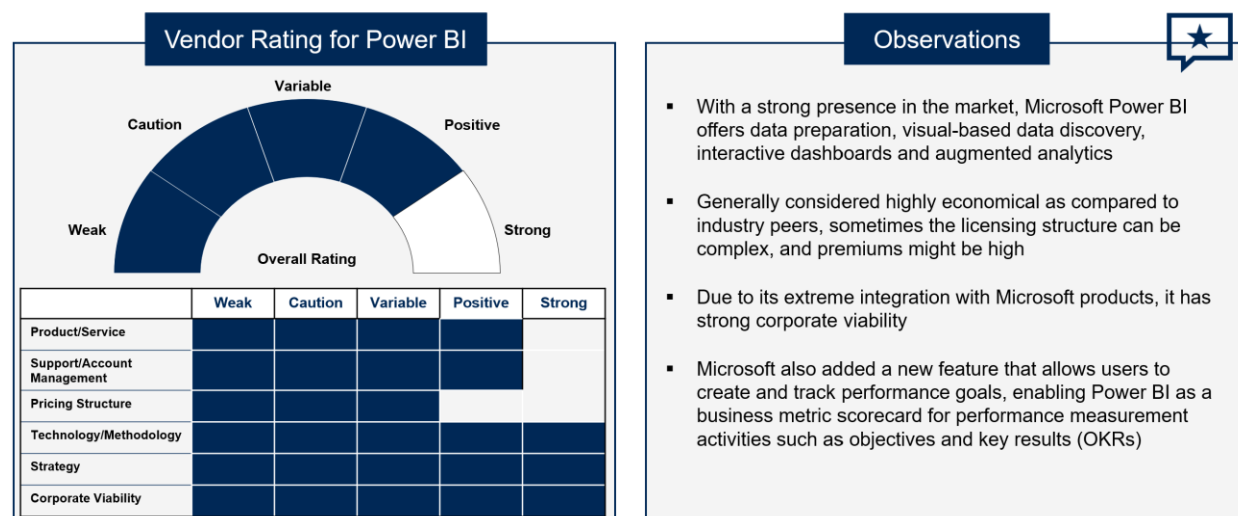 Vendor Rating for Power BI
Variable
Caution
Positive
Weak
Strong
Overall Rating
Weak Caution Variable Positive Strong
Product/Service
Support/Account
Management
Pricing Structure
Technology/Methodology
Strategy
Corporate Viability
Observations
▪ With a strong presence in the market, Microsoft Power BI
offers data preparation, visual-based data discovery,
interactive dashboards and augmented analytics
▪ Generally considered highly economical as compared to
industry peers, sometimes the licensing structure can be
complex, and premiums might be high
▪ Due to its extreme integration with Microsoft products, it has
strong corporate viability
▪ Microsoft also added a new feature that allows users to
create and track performance goals, enabling Power BI as a
business metric scorecard for performance measurement
activities such as objectives and key results (OKRs)